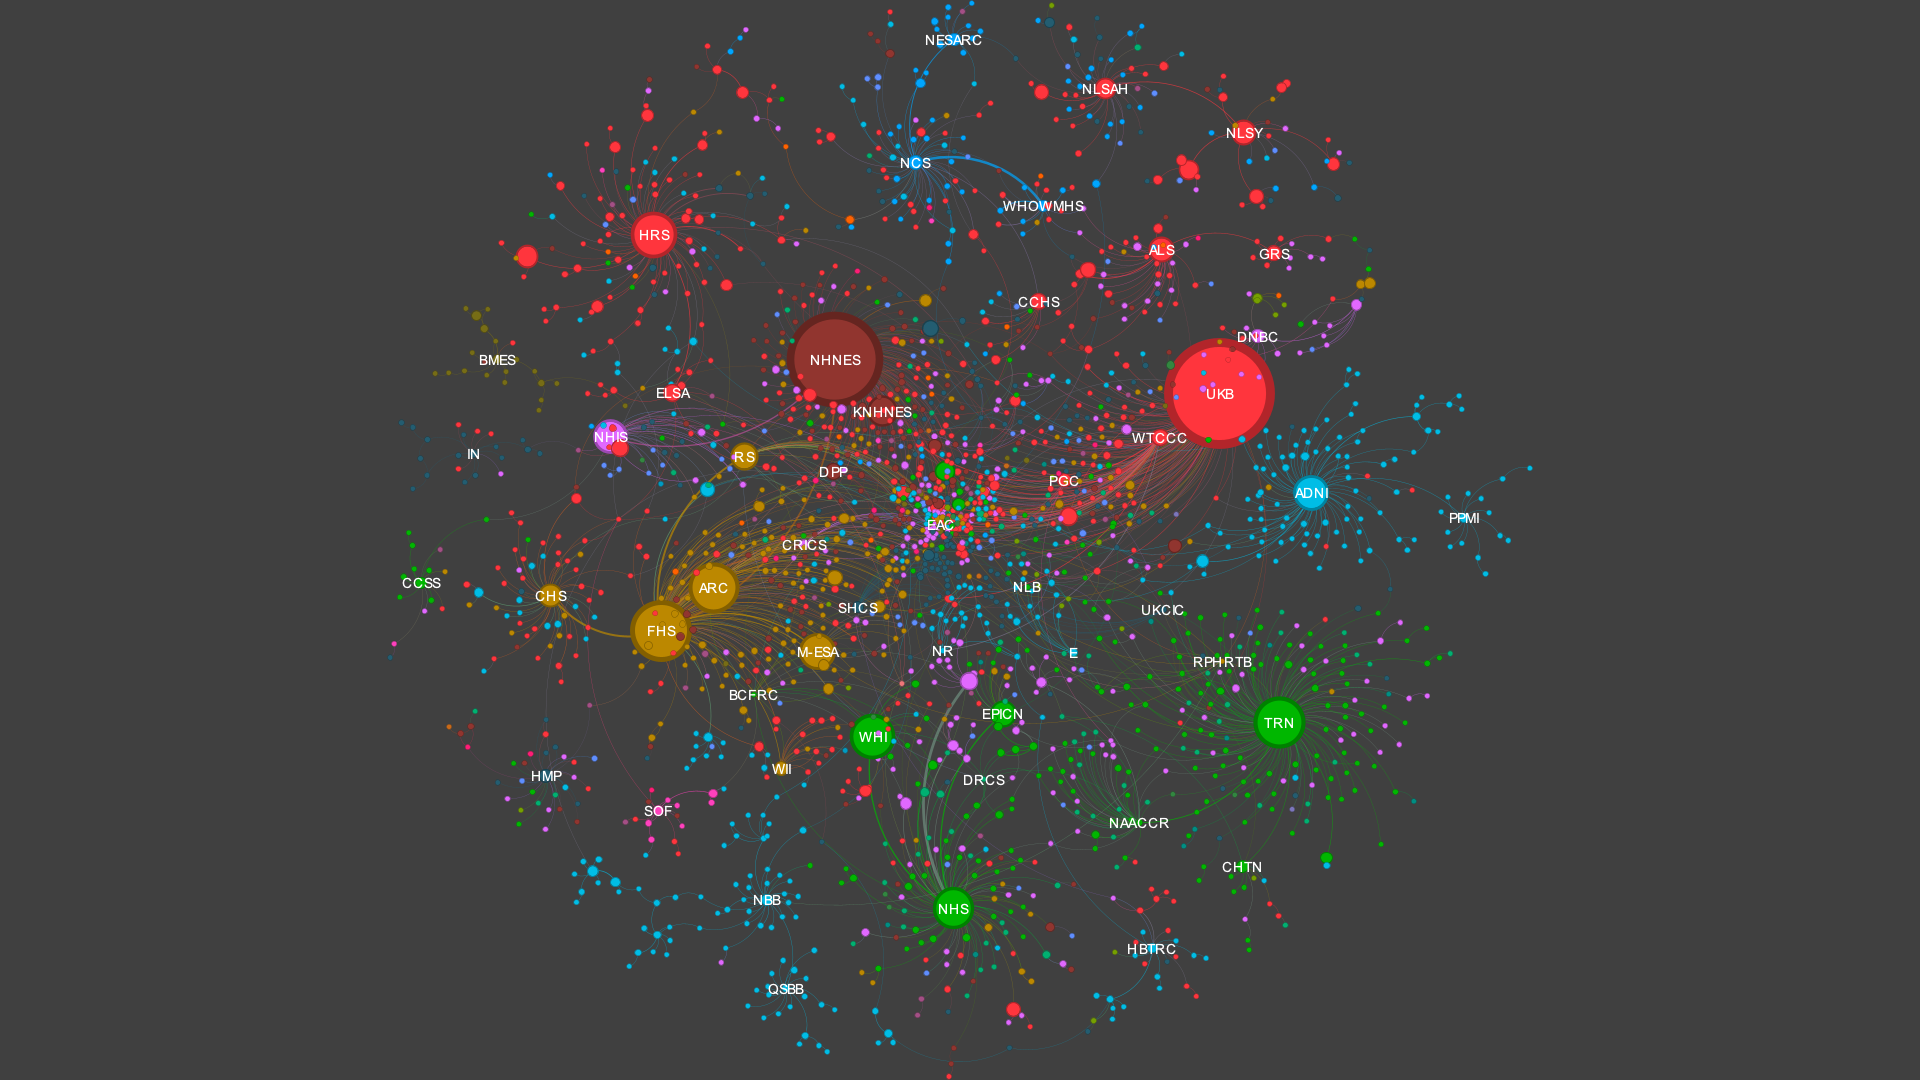 NESARC
NLSAH
NLSY
NCS
WHOWMHS
HRS
ALS
GRS
CCHS
DNBC
NHNES
BMES
ELSA
UKB
KNHNES
NHIS
WTCCC
IN
RS
DPP
PGC
ADNI
PPMI
EAC
CRICS
CCSS
ARC
NLB
CHS
SHCS
UKCIC
FHS
M-ESA
NR
E
RPHRTB
BCFRC
EPICN
TRN
WHI
WII
HMP
DRCS
SOF
NAACCR
CHTN
NBB
NHS
HBTRC
QSBB